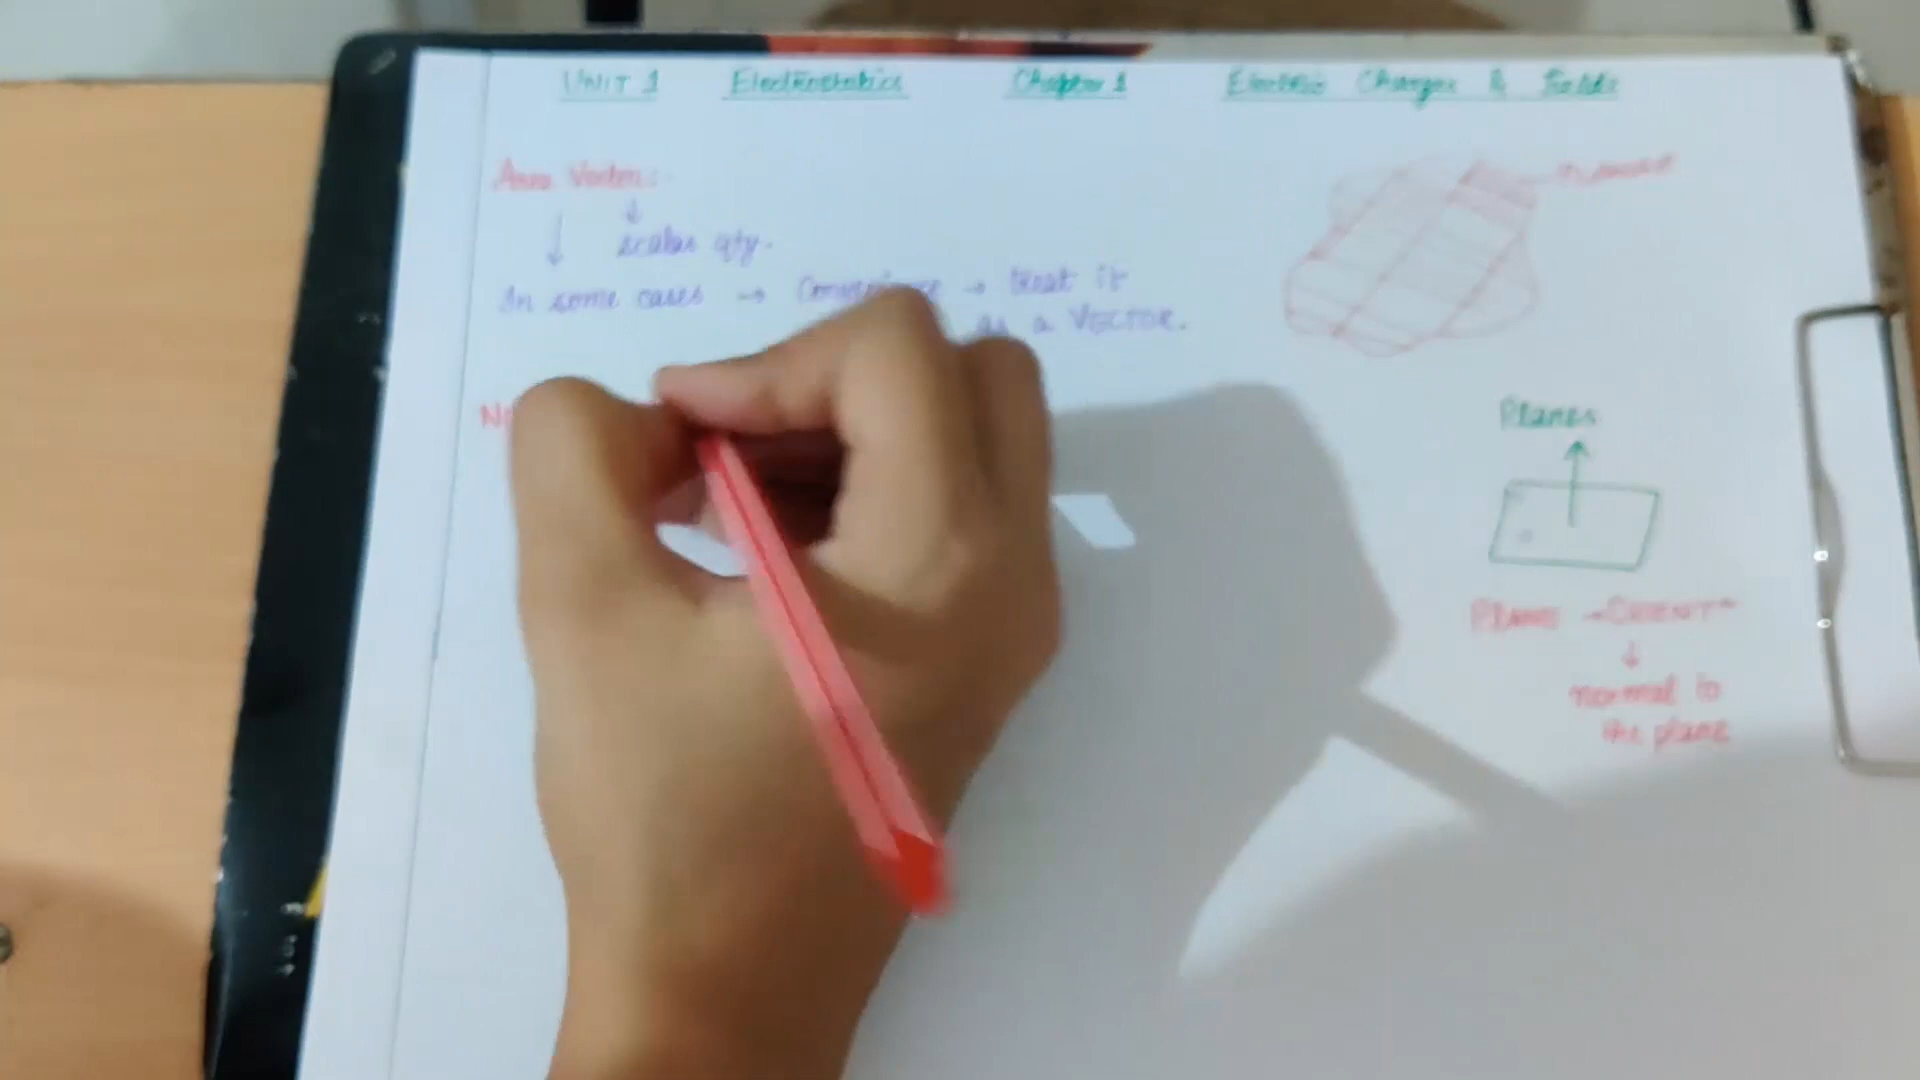 UNIT 1 Electrostatics Chapter 1 Electric Charges & Fields
Area Vector:-
scalar qty.
In some cases → Convenience → treat it
as a VECTOR.
Planes
PLANE → ORIENTⁿ
normal to
the plane